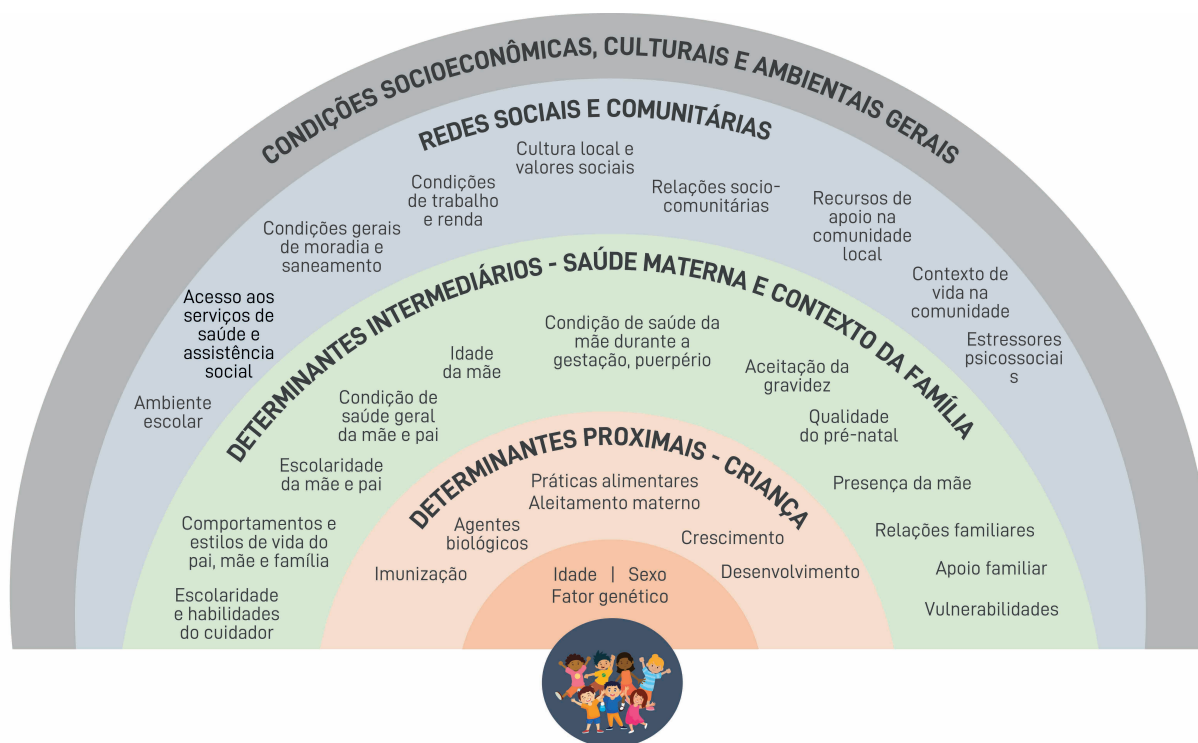 CONDIÇÕES SOCIOECONÔMICAS, CULTURAIS E AMBIENTAIS GERAIS
REDES SOCIAIS E COMUNITÁRIAS
Ambiente
escolar
Acesso aos
serviços de
saúde e
assistência
social
Condições gerais
de moradia e
saneamento
Condições
de trabalho
e renda
Cultura local e
valores sociais
Relações socio-
comunitárias
Recursos de
apoio na
comunidade
local
Contexto de
vida na
comunidade
Estressores
psicossociai
s
DETERMINANTES INTERMEDIÁRIOS - SAÚDE MATERNA E CONTEXTO DA FAMÍLIA
Escolaridade
e habilidades
do cuidador
Comportamentos e
estilos de vida do
pai, mãe e família
Escolaridade
da mãe e pai
Condição de
saúde geral
da mãe e pai
Idade
da mãe
Condição de saúde da
mãe durante a
gestação, puerpério
Aceitação da
gravidez
Qualidade
do pré-natal
Presença da mãe
Relações familiares
Apoio familiar
Vulnerabilidades
DETERMINANTES PROXIMAIS - CRIANÇA
Imunização
Agentes
biológicos
Práticas alimentares
Aleitamento materno
Crescimento
Desenvolvimento
Idade | Sexo
Fator genético